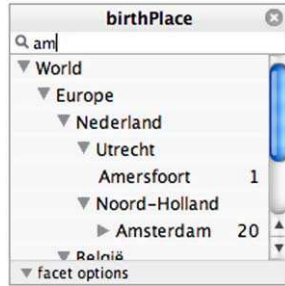 birthPlace
am
World
Europe
Nederland
Utrecht
Amersfoort 1
Noord-Holland
Amsterdam 20
België
facet options